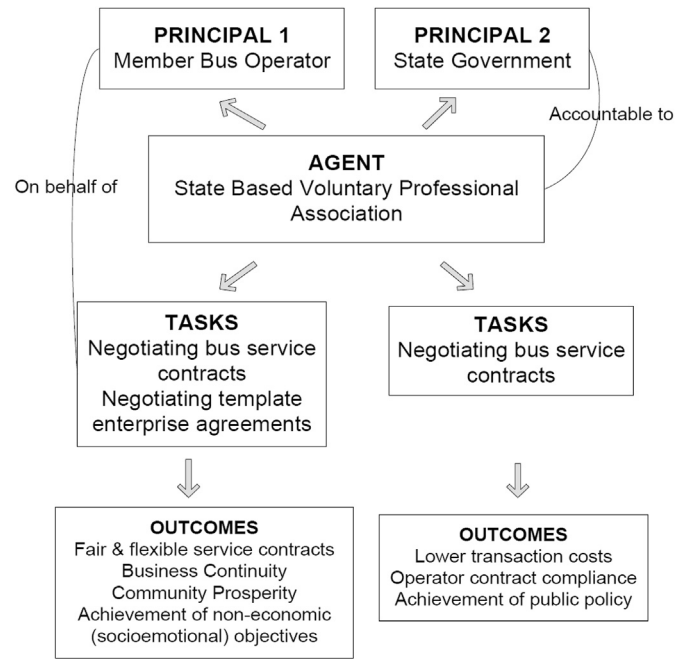 PRINCIPAL 1
Member Bus Operator
PRINCIPAL 2
State Government
Accountable to
On behalf of
AGENT
State Based Voluntary Professional
Association
TASKS
Negotiating bus service
contracts
Negotiating template
enterprise agreements
TASKS
Negotiating bus service
contracts
OUTCOMES
Fair & flexible service contracts
Business Continuity
Community Prosperity
Achievement of non-economic
(socioemotional) objectives
OUTCOMES
Lower transaction costs
Operator contract compliance
Achievement of public policy